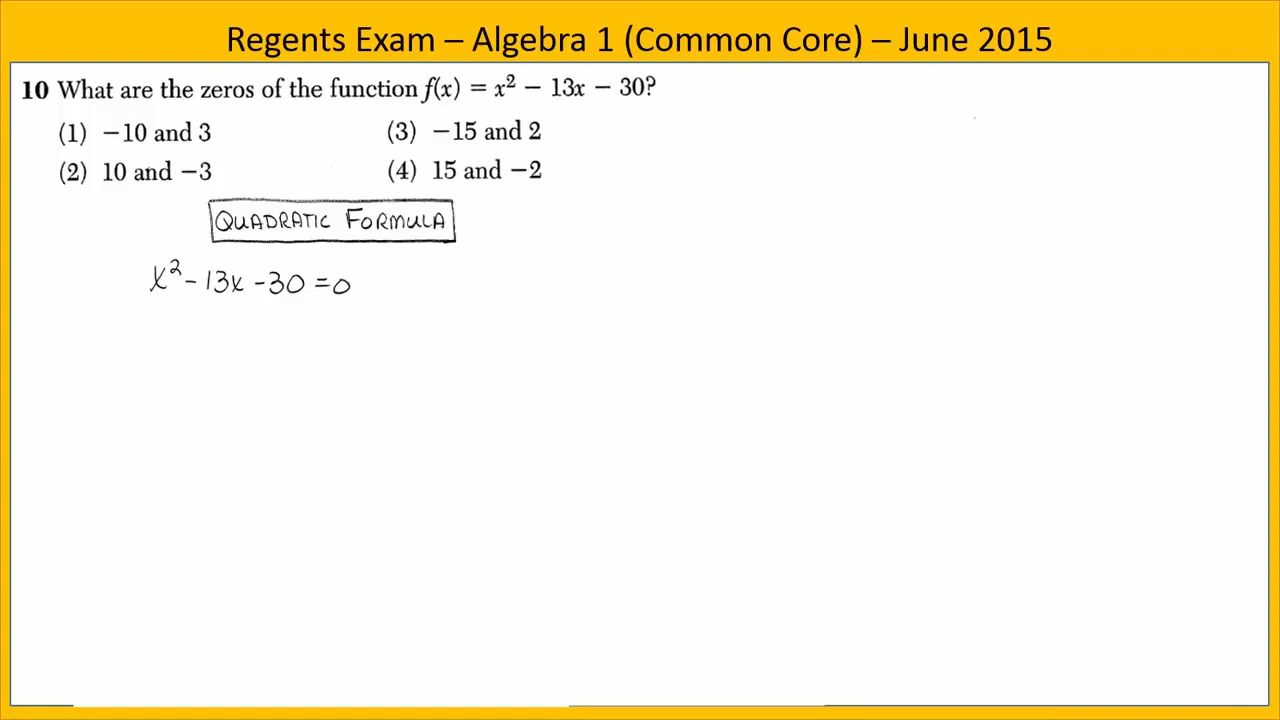 Regents Exam – Algebra 1 (Common Core) – June 2015
10 What are the zeros of the function f(x) = x² − 13x − 30?
(1) −10 and 3 (3) −15 and 2
(2) 10 and −3 (4) 15 and −2
QUADRATIC FORMULA
x² - 13x - 30 = 0